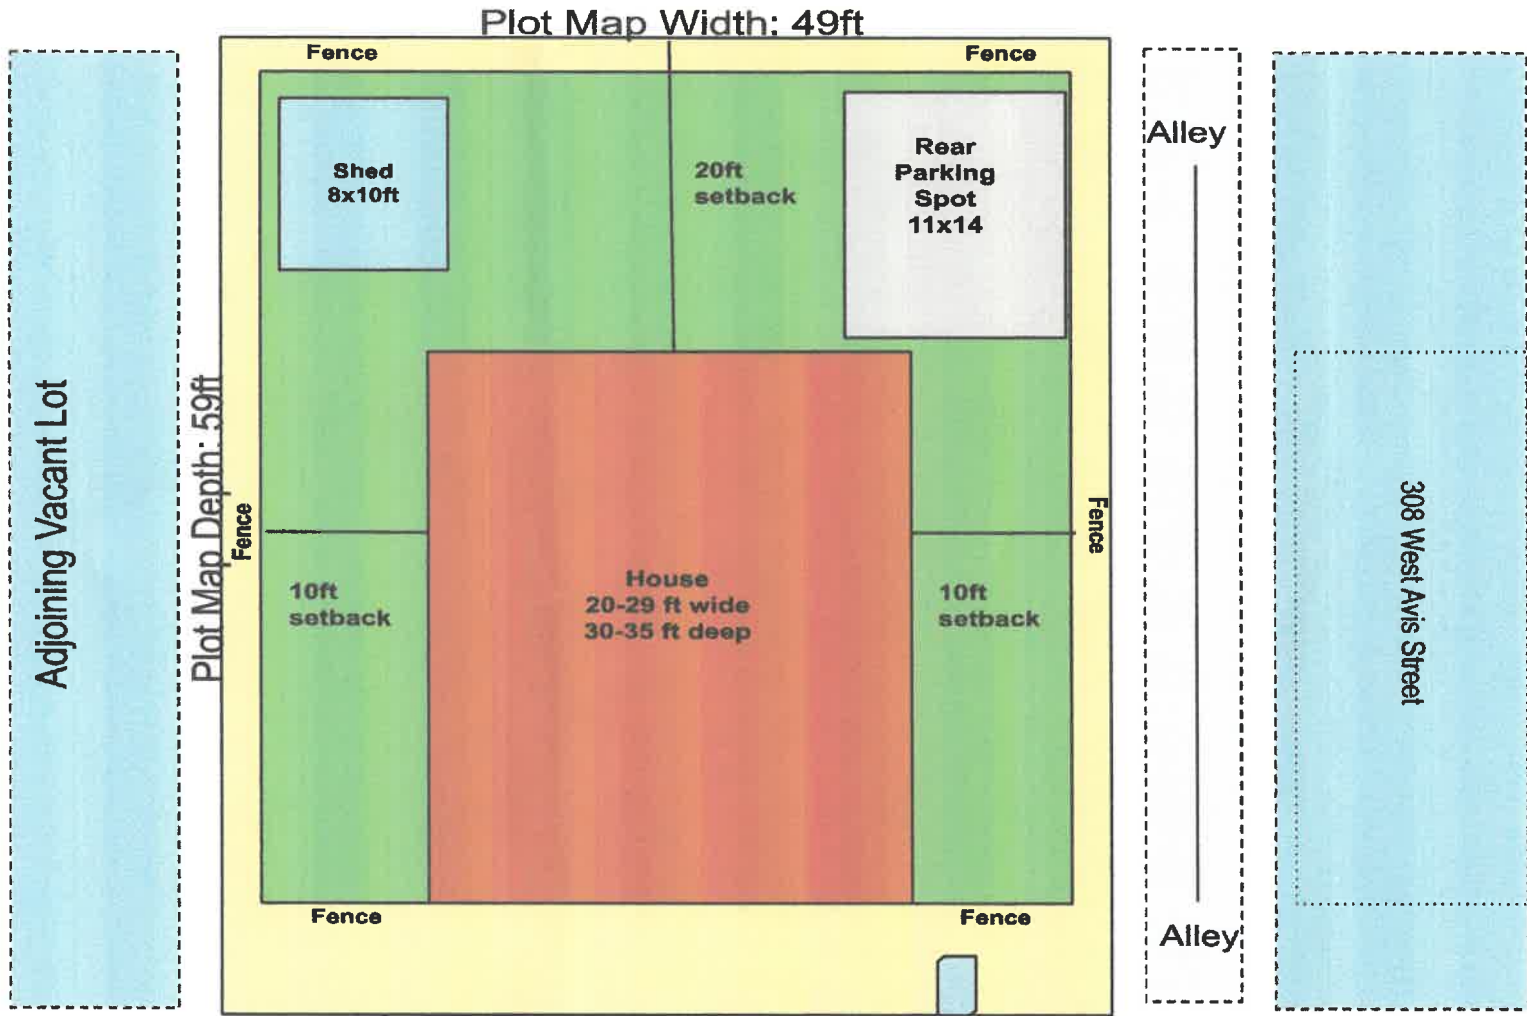 Plot Map Width: 49ft
Fence
Fence
Shed
8x10ft
20ft
setback
Rear
Parking
Spot
11x14
Alley
Adjoining Vacant Lot
Plot Map Depth: 59ft
Fence
Fence
308 West Avis Street
10ft
setback
House
20-29 ft wide
30-35 ft deep
10ft
setback
Fence
Fence
Alley